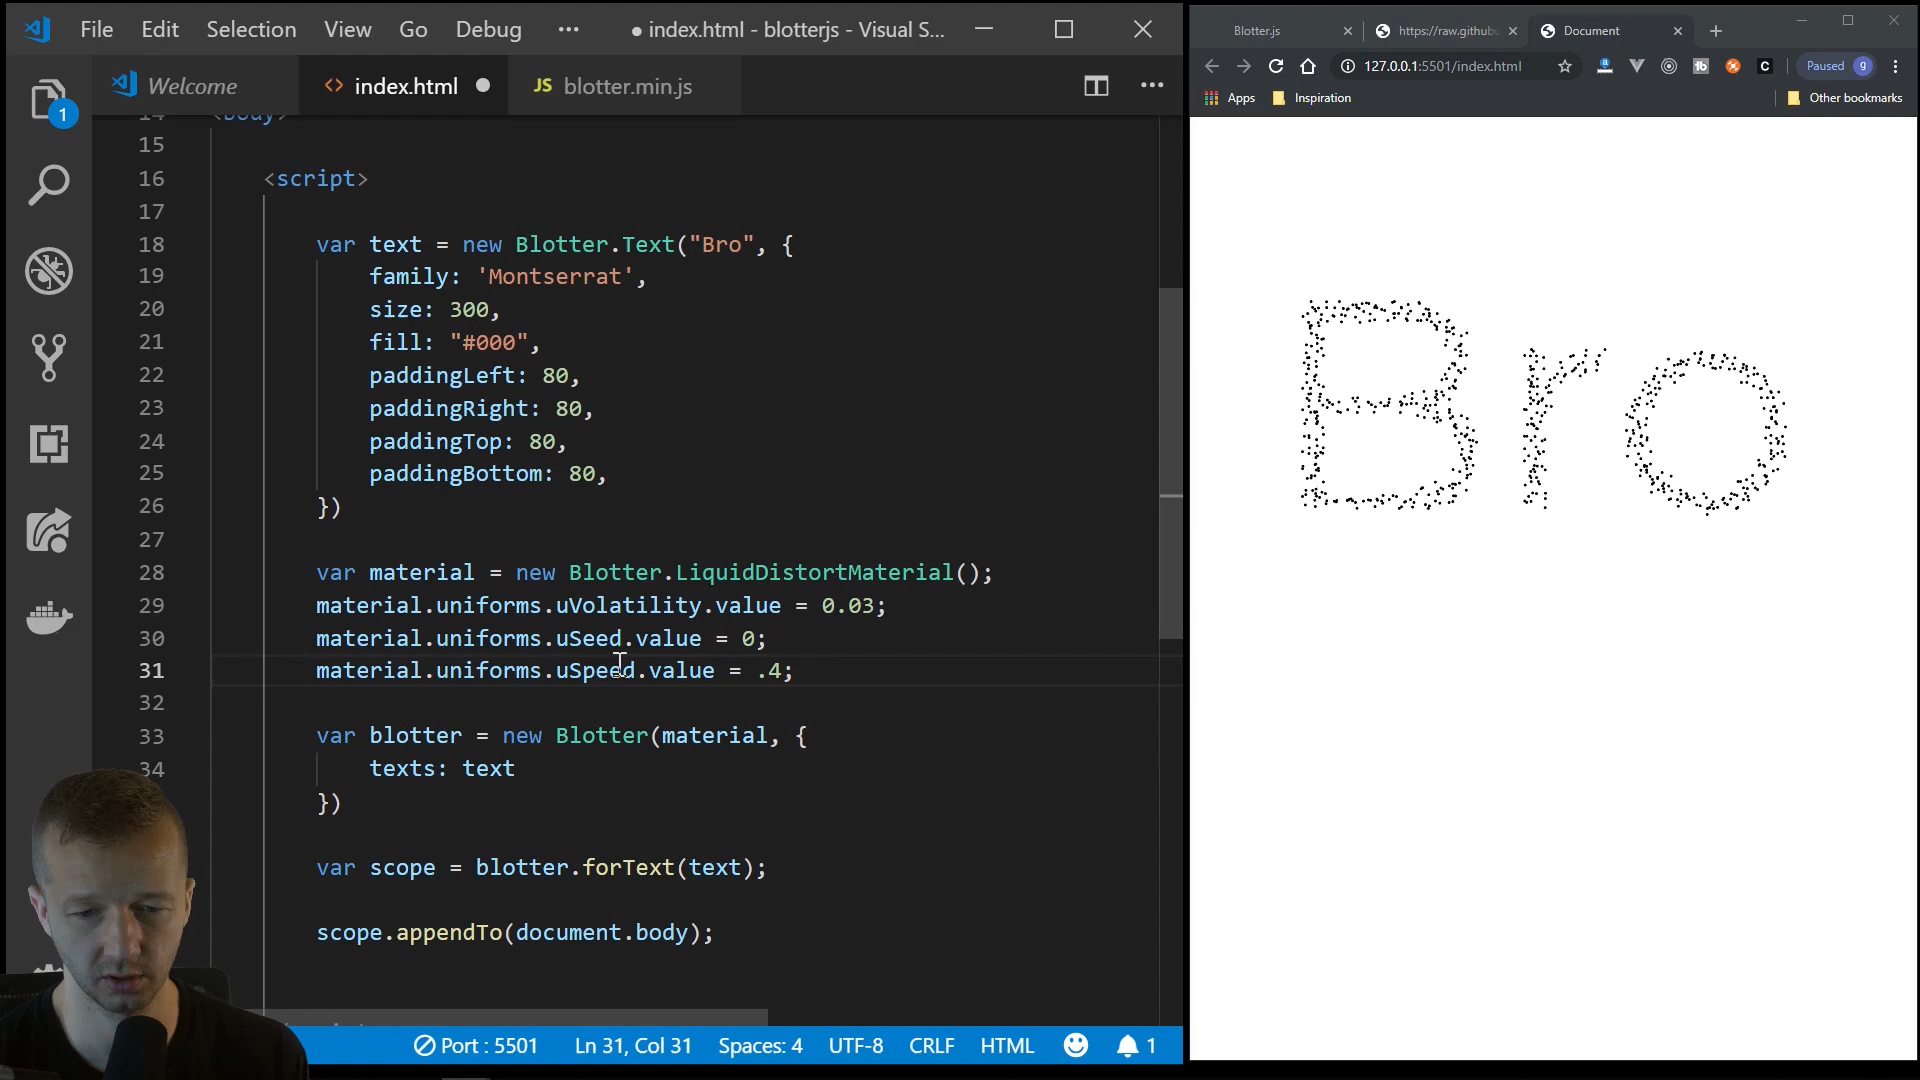 File Edit Selection View Go Debug ··· ● index.html - blotterjs - Visual S...
Welcome <> index.html ● JS blotter.min.js ···
1
14 <body>
15
16 <script>
17
18 var text = new Blotter.Text("Bro", {
19 family: 'Montserrat',
20 size: 300,
21 fill: "#000",
22 paddingLeft: 80,
23 paddingRight: 80,
24 paddingTop: 80,
25 paddingBottom: 80,
26 })
27
28 var material = new Blotter.LiquidDistortMaterial();
29 material.uniforms.uVolatility.value = 0.03;
30 material.uniforms.uSeed.value = 0;
31 material.uniforms.uSpeed.value = .4;
32
33 var blotter = new Blotter(material, {
34 texts: text
})
var scope = blotter.forText(text);
scope.appendTo(document.body);
Port : 5501 Ln 31, Col 31 Spaces: 4 UTF-8 CRLF HTML 1
Blotter.js https://raw.githubu Document
127.0.0.1:5501/index.html Paused g
Apps Inspiration Other bookmarks
Bro